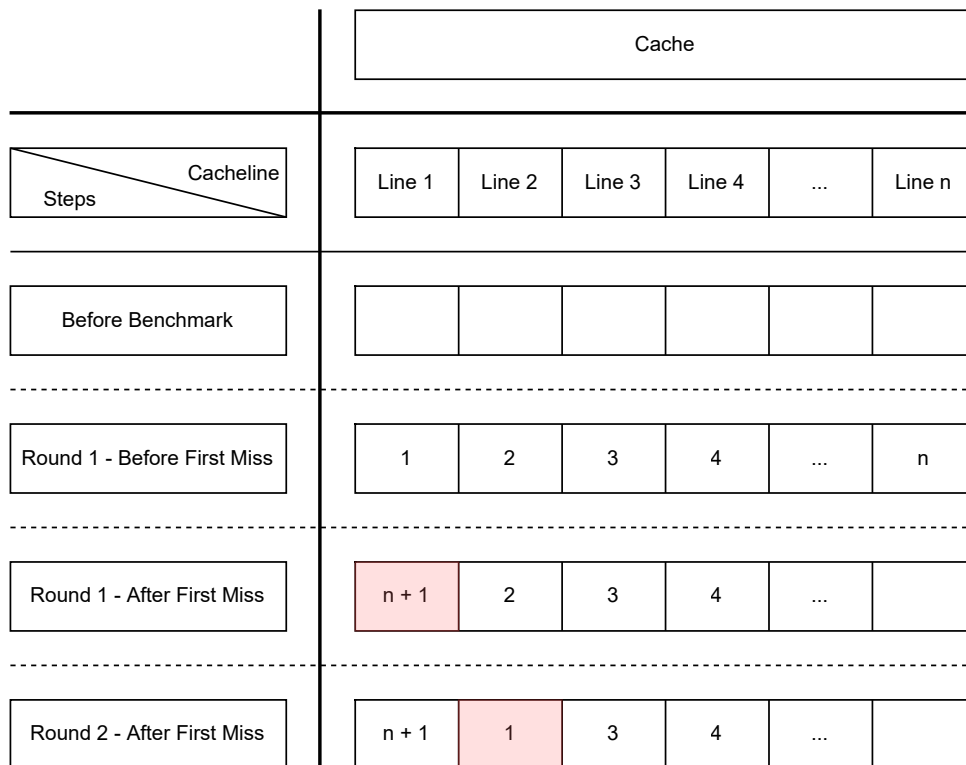 Cache
Cacheline
Steps
Line 1 Line 2 Line 3 Line 4 ... Line n
Before Benchmark
Round 1 - Before First Miss 1 2 3 4 ... n
Round 1 - After First Miss n + 1 2 3 4 ...
Round 2 - After First Miss n + 1 1 3 4 ...